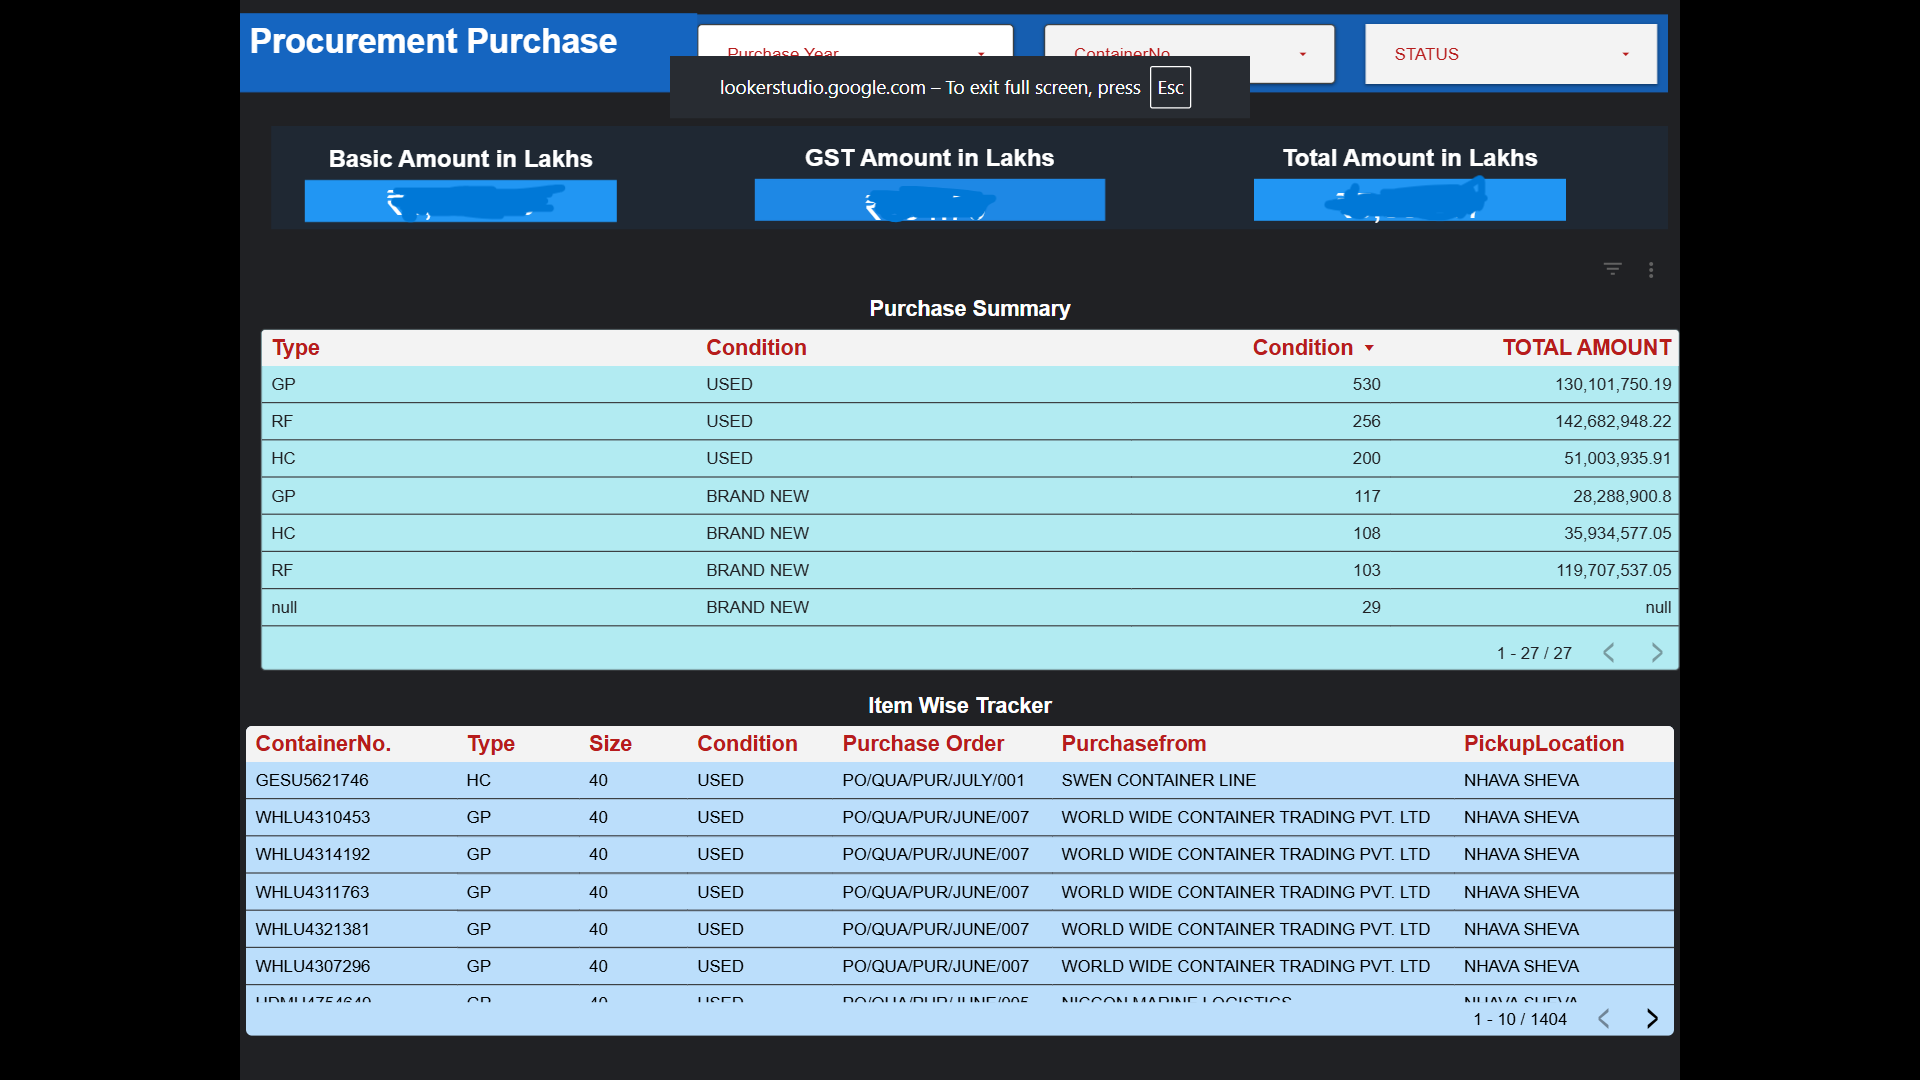 Procurement Purchase
Purchase Year
ContainerNo
STATUS
lookerstudio.google.com – To exit full screen, press Esc
Basic Amount in Lakhs
GST Amount in Lakhs
Total Amount in Lakhs
Purchase Summary
Type Condition Condition TOTAL AMOUNT
GP USED 530 130,101,750.19
RF USED 256 142,682,948.22
HC USED 200 51,003,935.91
GP BRAND NEW 117 28,288,900.8
HC BRAND NEW 108 35,934,577.05
RF BRAND NEW 103 119,707,537.05
null BRAND NEW 29 null
1 - 27 / 27
Item Wise Tracker
ContainerNo. Type Size Condition Purchase Order Purchasefrom PickupLocation
GESU5621746 HC 40 USED PO/QUA/PUR/JULY/001 SWEN CONTAINER LINE NHAVA SHEVA
WHLU4310453 GP 40 USED PO/QUA/PUR/JUNE/007 WORLD WIDE CONTAINER TRADING PVT. LTD NHAVA SHEVA
WHLU4314192 GP 40 USED PO/QUA/PUR/JUNE/007 WORLD WIDE CONTAINER TRADING PVT. LTD NHAVA SHEVA
WHLU4311763 GP 40 USED PO/QUA/PUR/JUNE/007 WORLD WIDE CONTAINER TRADING PVT. LTD NHAVA SHEVA
WHLU4321381 GP 40 USED PO/QUA/PUR/JUNE/007 WORLD WIDE CONTAINER TRADING PVT. LTD NHAVA SHEVA
WHLU4307296 GP 40 USED PO/QUA/PUR/JUNE/007 WORLD WIDE CONTAINER TRADING PVT. LTD NHAVA SHEVA
GP 40 USED MARINE LOGISTICS NHAVA SHEVA
1 - 10 / 1404